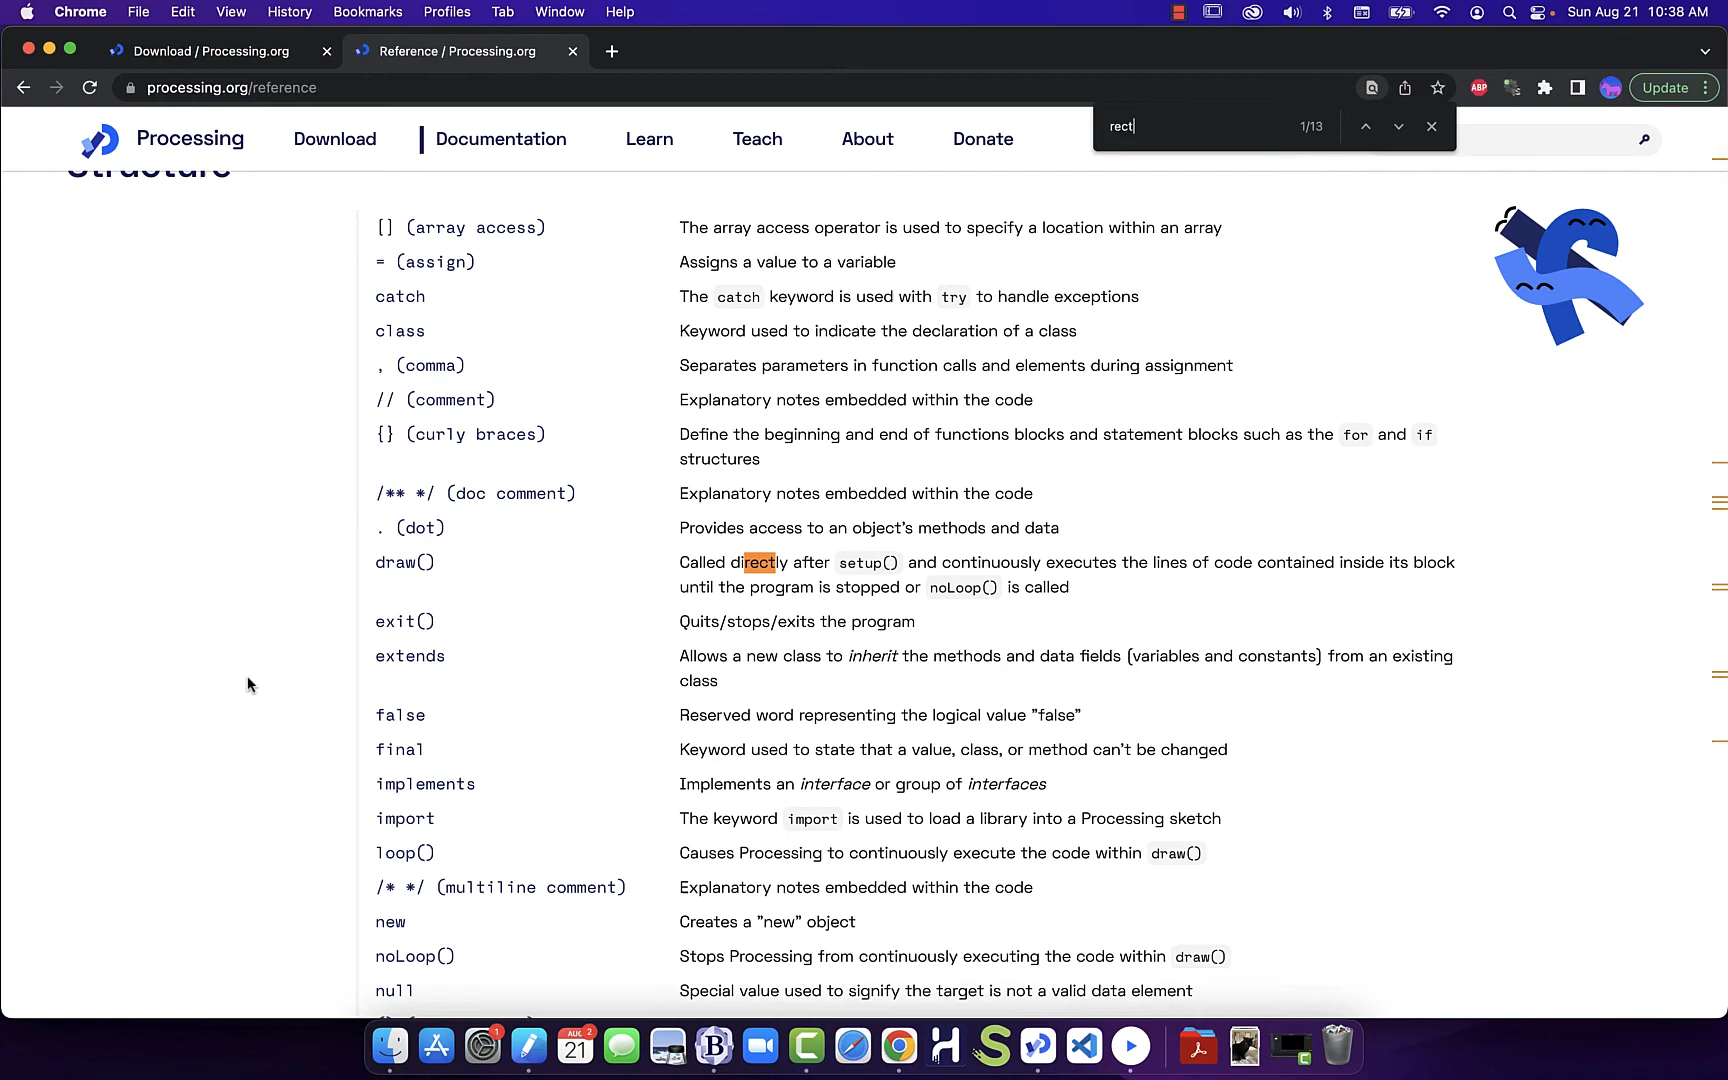 Chrome File Edit View History Bookmarks Profiles Tab Window Help Sun Aug 21 10:38 AM
Download / Processing.org Reference / Processing.org
processing.org/reference ABP Update
rect 1/13
Processing Download Documentation Learn Teach About Donate
Structure
[] (array access) The array access operator is used to specify a location within an array
= (assign) Assigns a value to a variable
catch The catch keyword is used with try to handle exceptions
class Keyword used to indicate the declaration of a class
, (comma) Separates parameters in function calls and elements during assignment
// (comment) Explanatory notes embedded within the code
{} (curly braces) Define the beginning and end of functions blocks and statement blocks such as the for and if
structures
/** */ (doc comment) Explanatory notes embedded within the code
. (dot) Provides access to an object's methods and data
draw() Called directly after setup() and continuously executes the lines of code contained inside its block
until the program is stopped or noLoop() is called
exit() Quits/stops/exits the program
extends Allows a new class to inherit the methods and data fields (variables and constants) from an existing
class
false Reserved word representing the logical value "false"
final Keyword used to state that a value, class, or method can't be changed
implements Implements an interface or group of interfaces
import The keyword import is used to load a library into a Processing sketch
loop() Causes Processing to continuously execute the code within draw()
/* */ (multiline comment) Explanatory notes embedded within the code
new Creates a "new" object
noLoop() Stops Processing from continuously executing the code within draw()
null Special value used to signify the target is not a valid data element
1 AUG 21 2 B H S